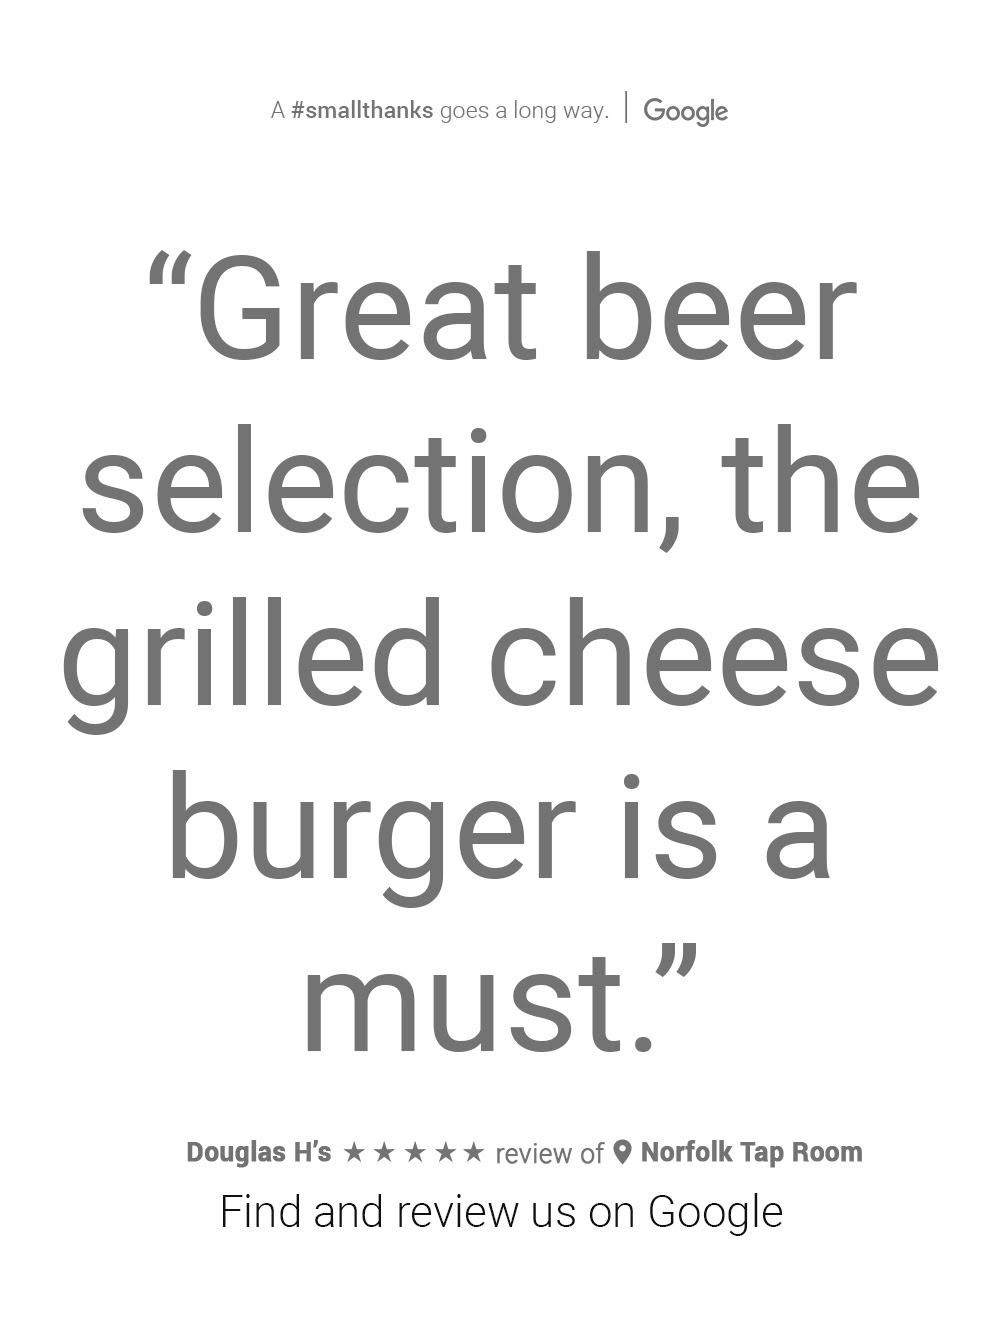 A #smallthanks goes a long way. | Google
“Great beer
selection, the
grilled cheese
burger is a
must.”
Douglas H’s ★ ★ ★ ★ ★ review of Norfolk Tap Room
Find and review us on Google